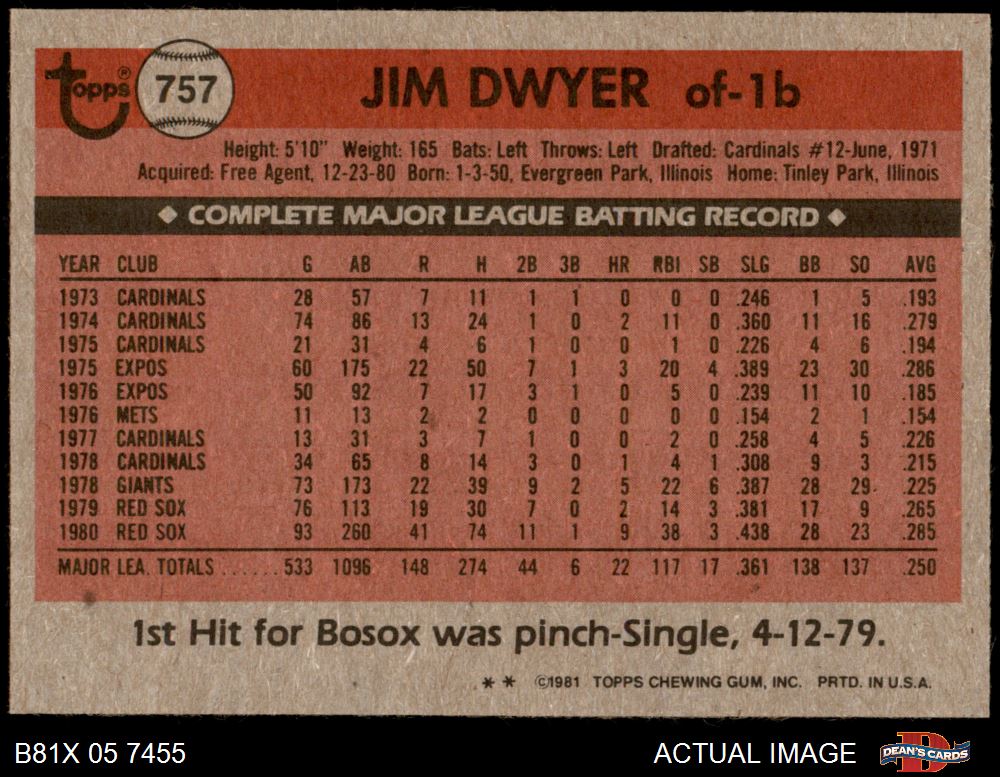 Topps® 757 JIM DWYER of-1b
Height: 5'10" Weight: 165 Bats: Left Throws: Left Drafted: Cardinals #12-June, 1971
Acquired: Free Agent, 12-23-80 Born: 1-3-50, Evergreen Park, Illinois Home: Tinley Park, Illinois
◆ COMPLETE MAJOR LEAGUE BATTING RECORD ◆
YEAR CLUB G AB R H 2B 3B HR RBI SB SLG BB SO AVG
1973 CARDINALS 28 57 7 11 1 1 0 0 0 .246 1 5 .193
1974 CARDINALS 74 86 13 24 1 0 2 11 0 .360 11 16 .279
1975 CARDINALS 21 31 4 6 1 0 0 1 0 .226 4 6 .194
1975 EXPOS 60 175 22 50 7 1 3 20 4 .389 23 30 .286
1976 EXPOS 50 92 7 17 3 1 0 5 0 .239 11 10 .185
1976 METS 11 13 2 2 0 0 0 0 0 .154 2 1 .154
1977 CARDINALS 13 31 3 7 1 0 0 2 0 .258 4 5 .226
1978 CARDINALS 34 65 8 14 3 0 1 4 1 .308 9 3 .215
1978 GIANTS 73 173 22 39 9 2 5 22 6 .387 28 29 .225
1979 RED SOX 76 113 19 30 7 0 2 14 3 .381 17 9 .265
1980 RED SOX 93 260 41 74 11 1 9 38 3 .438 28 23 .285
MAJOR LEA. TOTALS ...... 533 1096 148 274 44 6 22 117 17 .361 138 137 .250
1st Hit for Bosox was pinch-Single, 4-12-79.
** ©1981 TOPPS CHEWING GUM, INC. PRTD. IN U.S.A.
B81X 05 7455 ACTUAL IMAGE DEAN'S CARDS